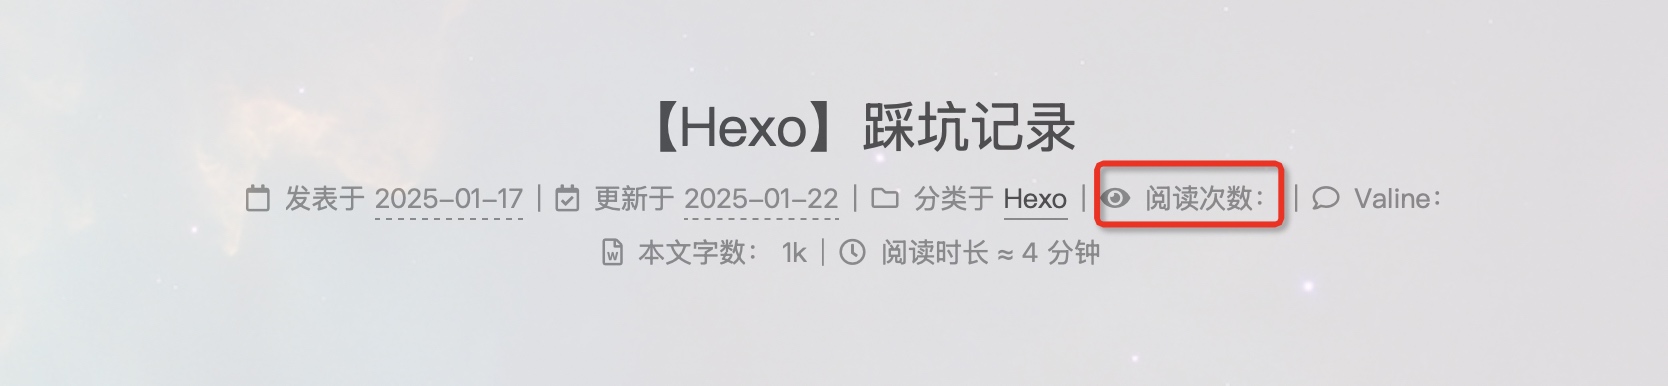 【Hexo】踩坑记录
发表于 2025-01-17 | 更新于 2025-01-22 | 分类于 Hexo | 阅读次数： | Valine：
本文字数： 1k | 阅读时长 ≈ 4 分钟